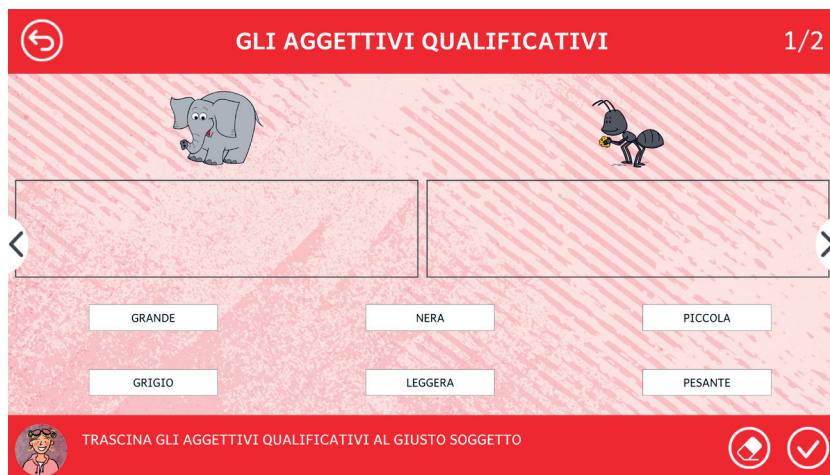 GLI AGGETTIVI QUALIFICATIVI 1/2
GRANDE NERA PICCOLA
GRIGIO LEGGERA PESANTE
TRASCINA GLI AGGETTIVI QUALIFICATIVI AL GIUSTO SOGGETTO